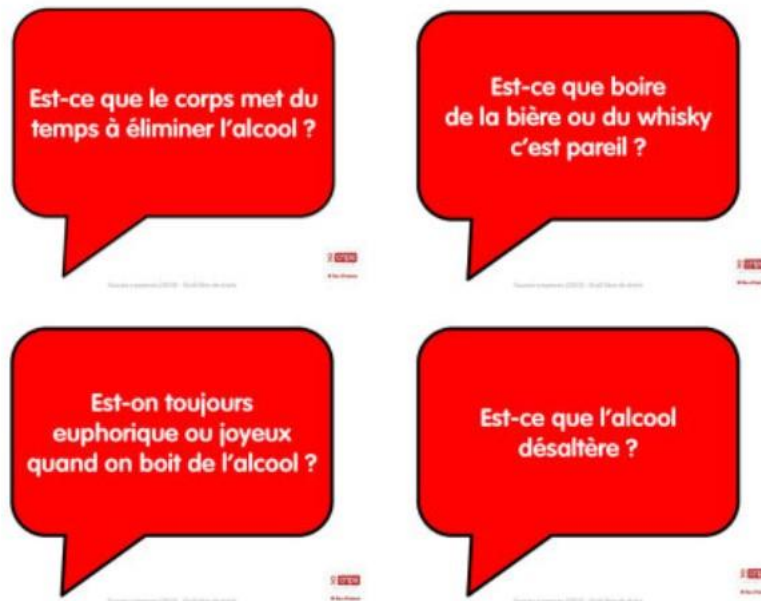 Est-ce que le corps met du
temps à éliminer l'alcool ?
Est-ce que boire
de la bière ou du whisky
c'est pareil ?
Est-on toujours
euphorique ou joyeux
quand on boit de l'alcool ?
Est-ce que l'alcool
désaltère ?